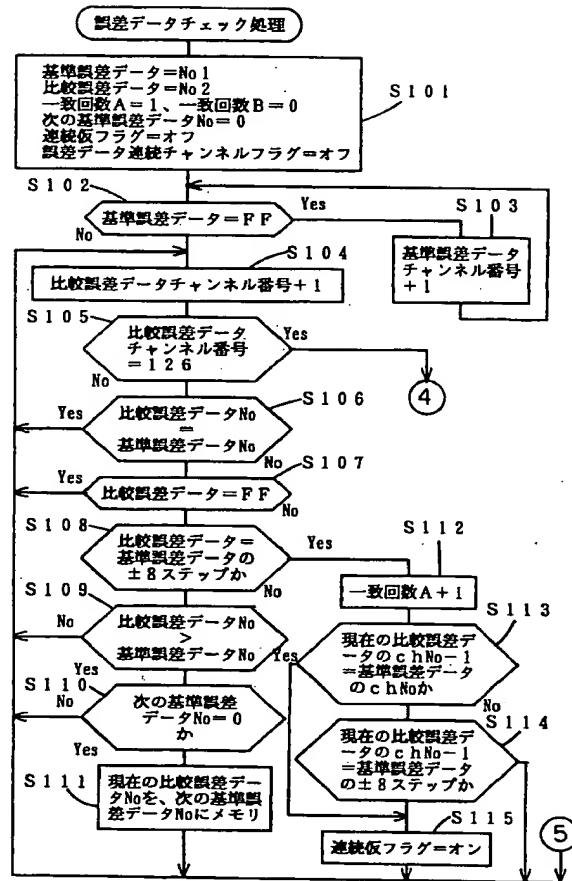 誤差データチェック処理
基準誤差データ=No1
比較誤差データ=No2
一致回数A=1、一致回数B=0
次の基準誤差データNo=0
連続仮フラグ=オフ
誤差データ連続チャンネルフラグ=オフ
S101
S102
基準誤差データ=FF
Yes
No
S103
基準誤差データ
チャンネル番号
+1
S104
比較誤差データチャンネル番号+1
S105
比較誤差データ
チャンネル番号
=126
Yes
No
4
S106
比較誤差データNo
=
基準誤差データNo
Yes
No
S107
比較誤差データ=FF
Yes
No
S108
比較誤差データ=
基準誤差データの
±8ステップか
Yes
No
S109
比較誤差データNo
>
基準誤差データNo
No
Yes
S110
次の基準誤差
データNo=0
か
No
Yes
S111
現在の比較誤差デー
タNoを、次の基準誤
差データNoにメモリ
S112
一致回数A+1
S113
現在の比較誤差デ
ータのchNo-1
=基準誤差データ
のchNoか
Yes
No
S114
現在の比較誤差デ
ータのchNo-1
=基準誤差データ
の±8ステップか
S115
連続仮フラグ=オン
5